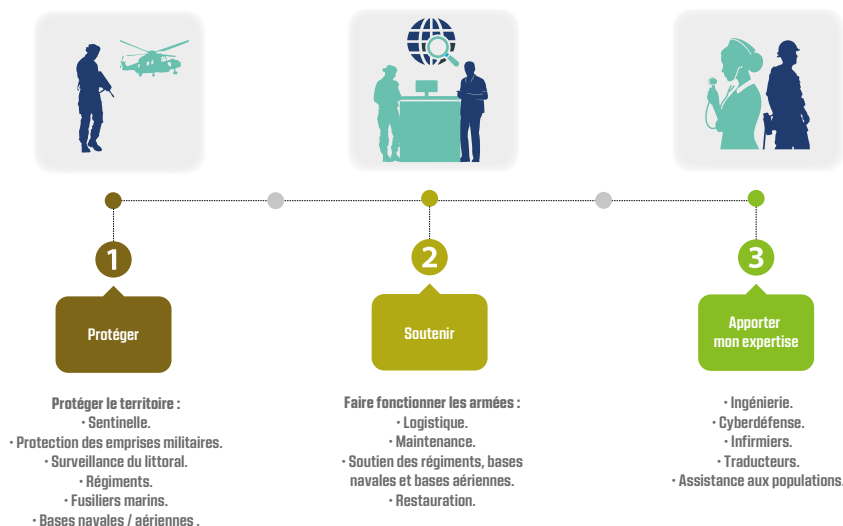 1
Protéger
Protéger le territoire :
• Sentinelle.
• Protection des emprises militaires.
• Surveillance du littoral.
• Régiments.
• Fusiliers marins.
• Bases navales / aériennes .
2
Soutenir
Faire fonctionner les armées :
• Logistique.
• Maintenance.
• Soutien des régiments, bases
navales et bases aériennes.
• Restauration.
3
Apporter
mon expertise
• Ingénierie.
• Cyberdéfense.
• Infirmiers.
• Traducteurs.
• Assistance aux populations.